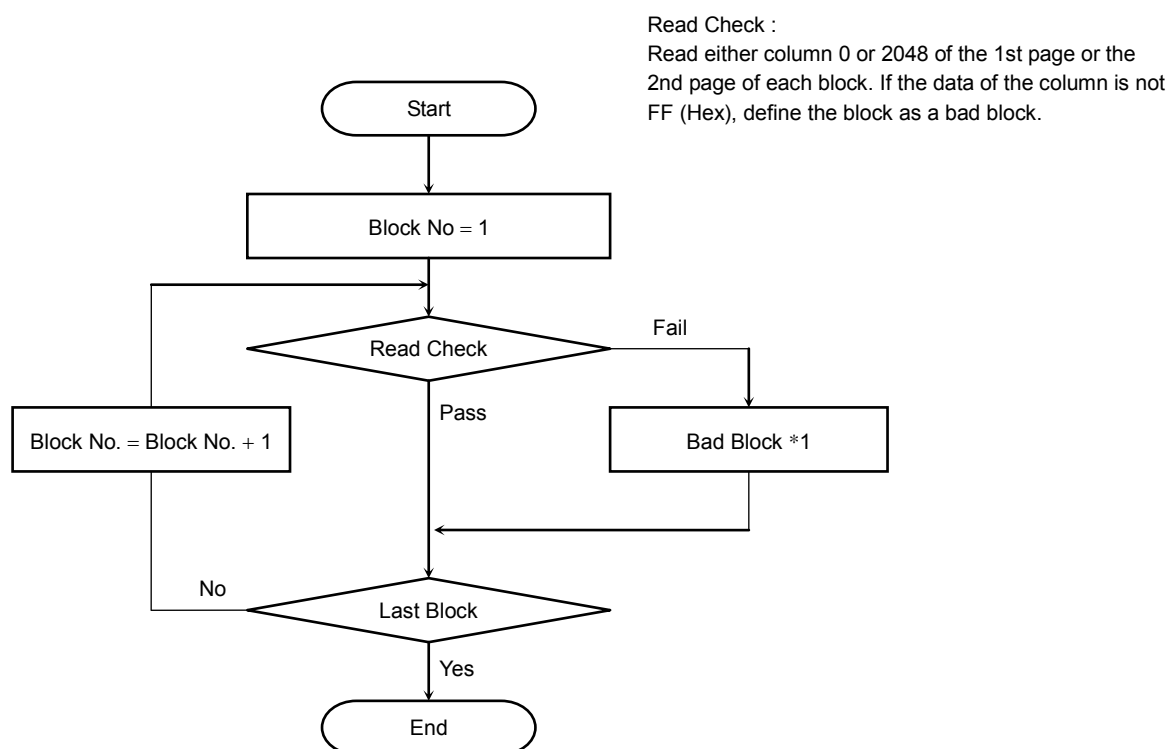 Read Check :
Read either column 0 or 2048 of the 1st page or the
2nd page of each block. If the data of the column is not
FF (Hex), define the block as a bad block.
Start
Block No = 1
Read Check
Fail
Pass
Block No. = Block No. + 1
Bad Block *1
No
Last Block
Yes
End